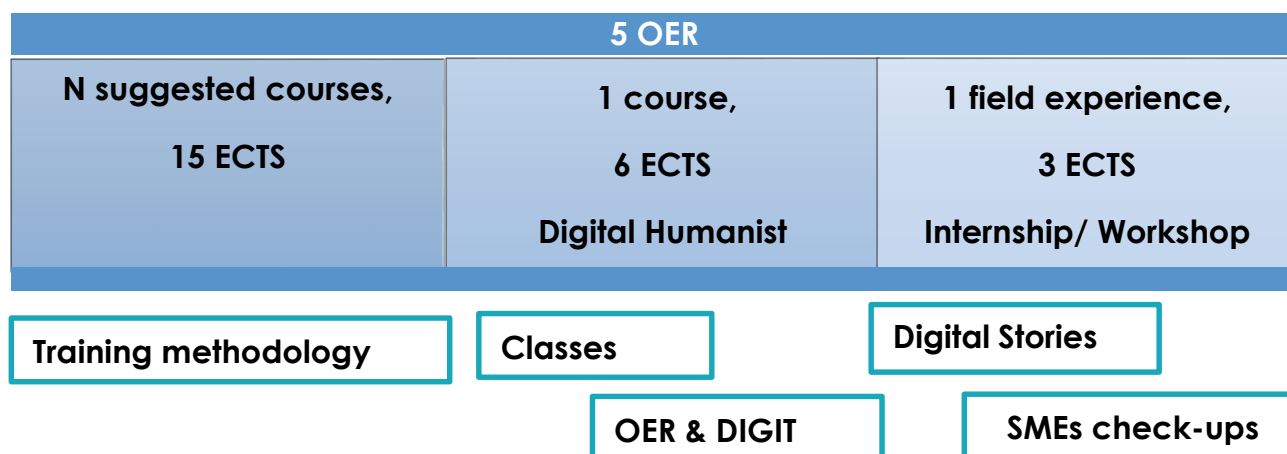 5 OER
N suggested courses,
15 ECTS
1 course,
6 ECTS
Digital Humanist
1 field experience,
3 ECTS
Internship/ Workshop
Training methodology
Classes
Digital Stories
OER & DIGIT
SMEs check-ups